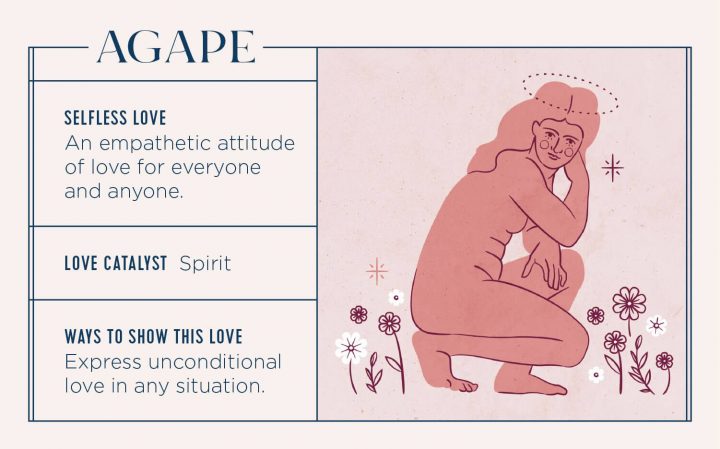 AGAPE
SELFLESS LOVE
An empathetic attitude
of love for everyone
and anyone.
LOVE CATALYST Spirit
WAYS TO SHOW THIS LOVE
Express unconditional
love in any situation.